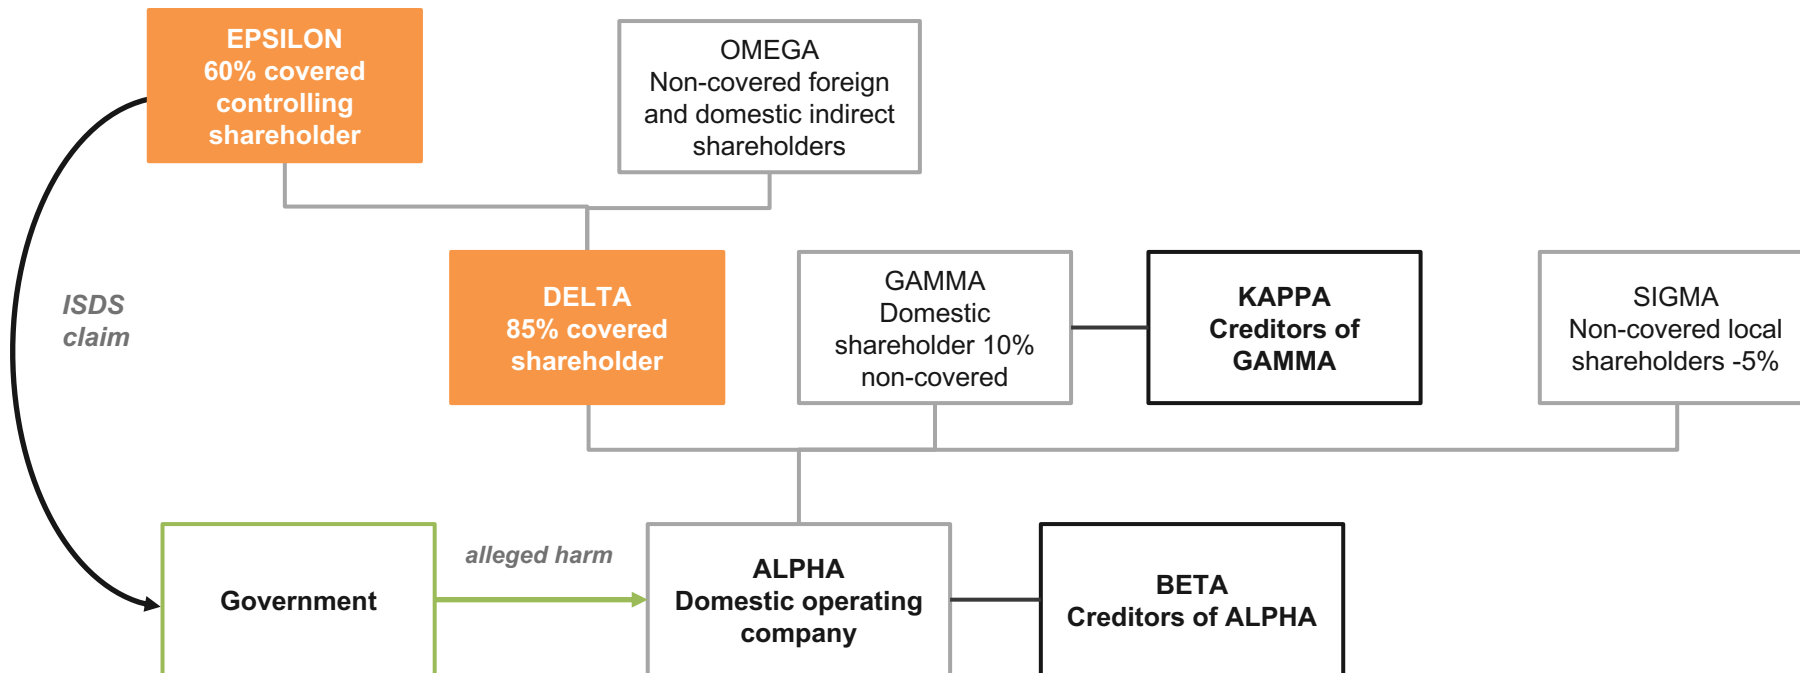 EPSILON
60% covered
controlling
shareholder
OMEGA
Non-covered foreign
and domestic indirect
shareholders
ISDS
claim
DELTA
85% covered
shareholder
GAMMA
Domestic
shareholder 10%
non-covered
KAPPA
Creditors of
GAMMA
SIGMA
Non-covered local
shareholders -5%
Government
alleged harm
ALPHA
Domestic operating
company
BETA
Creditors of ALPHA